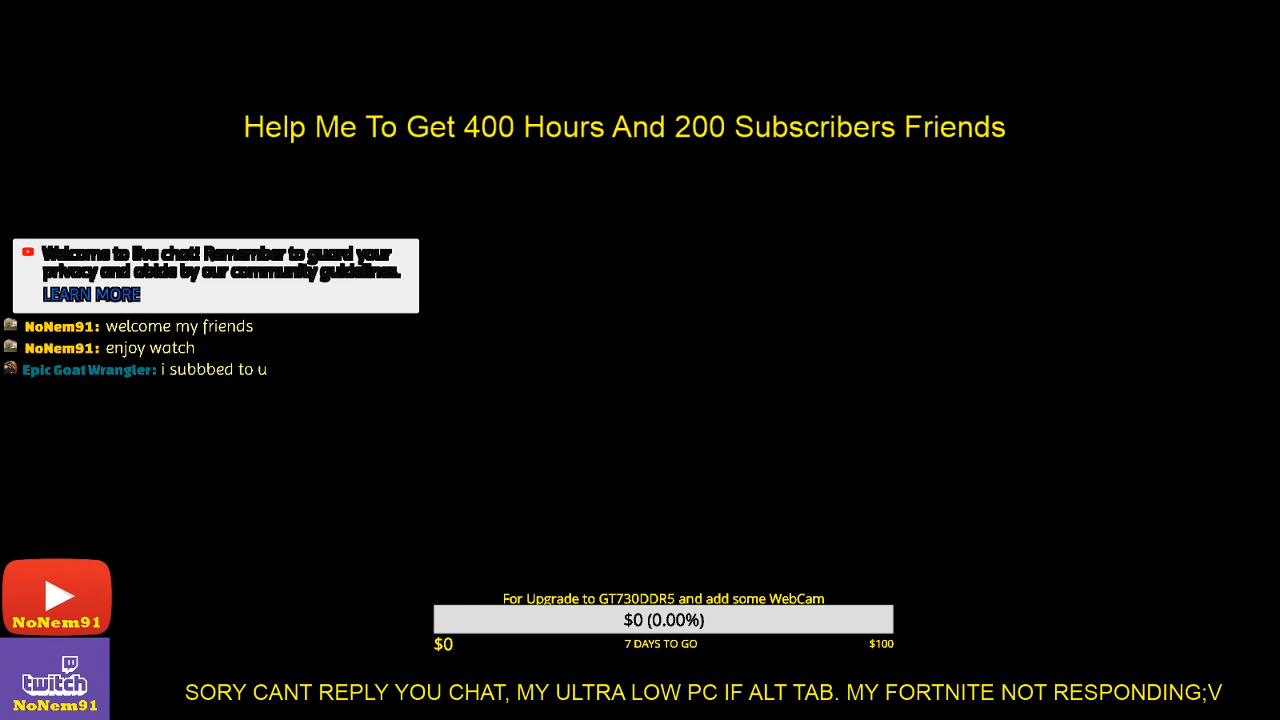 Help Me To Get 400 Hours And 200 Subscribers Friends
Welcome to live chat! Remember to guard your
privacy and abide by our community guidelines.
LEARN MORE
NoNem91: welcome my friends
NoNem91: enjoy watch
Epic Goat Wrangler: i subbbed to u
NoNem91
twitch
NoNem91
For Upgrade to GT730DDR5 and add some WebCam
$0 (0.00%)
$0 7 DAYS TO GO $100
SORY CANT REPLY YOU CHAT, MY ULTRA LOW PC IF ALT TAB. MY FORTNITE NOT RESPONDING;V